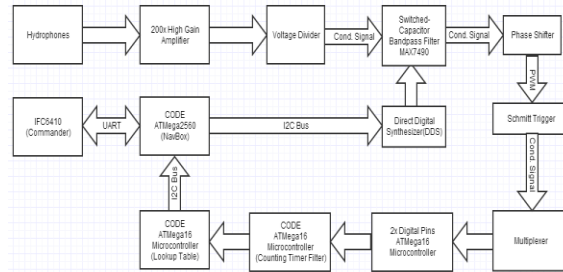 Hydrophones
200x High Gain
Amplifier
Voltage Divider
Cond. Signal
Switched-
Capacitor
Bandpass Filter
MAX7490
Cond. Signal
Phase Shifter
PWM
IFC6410
(Commander)
UART
CODE
ATMega2560
(NavBox)
I2C Bus
Direct Digital
Synthesizer(DDS)
Schmitt Trigger
Cond. Signal
I2C Bus
CODE
ATMega16
Microcontroller
(Lookup Table)
CODE
ATMega16
Microcontroller
(Counting Timer Filter)
2x Digital Pins
ATMega16
Microcontroller
Multiplexer